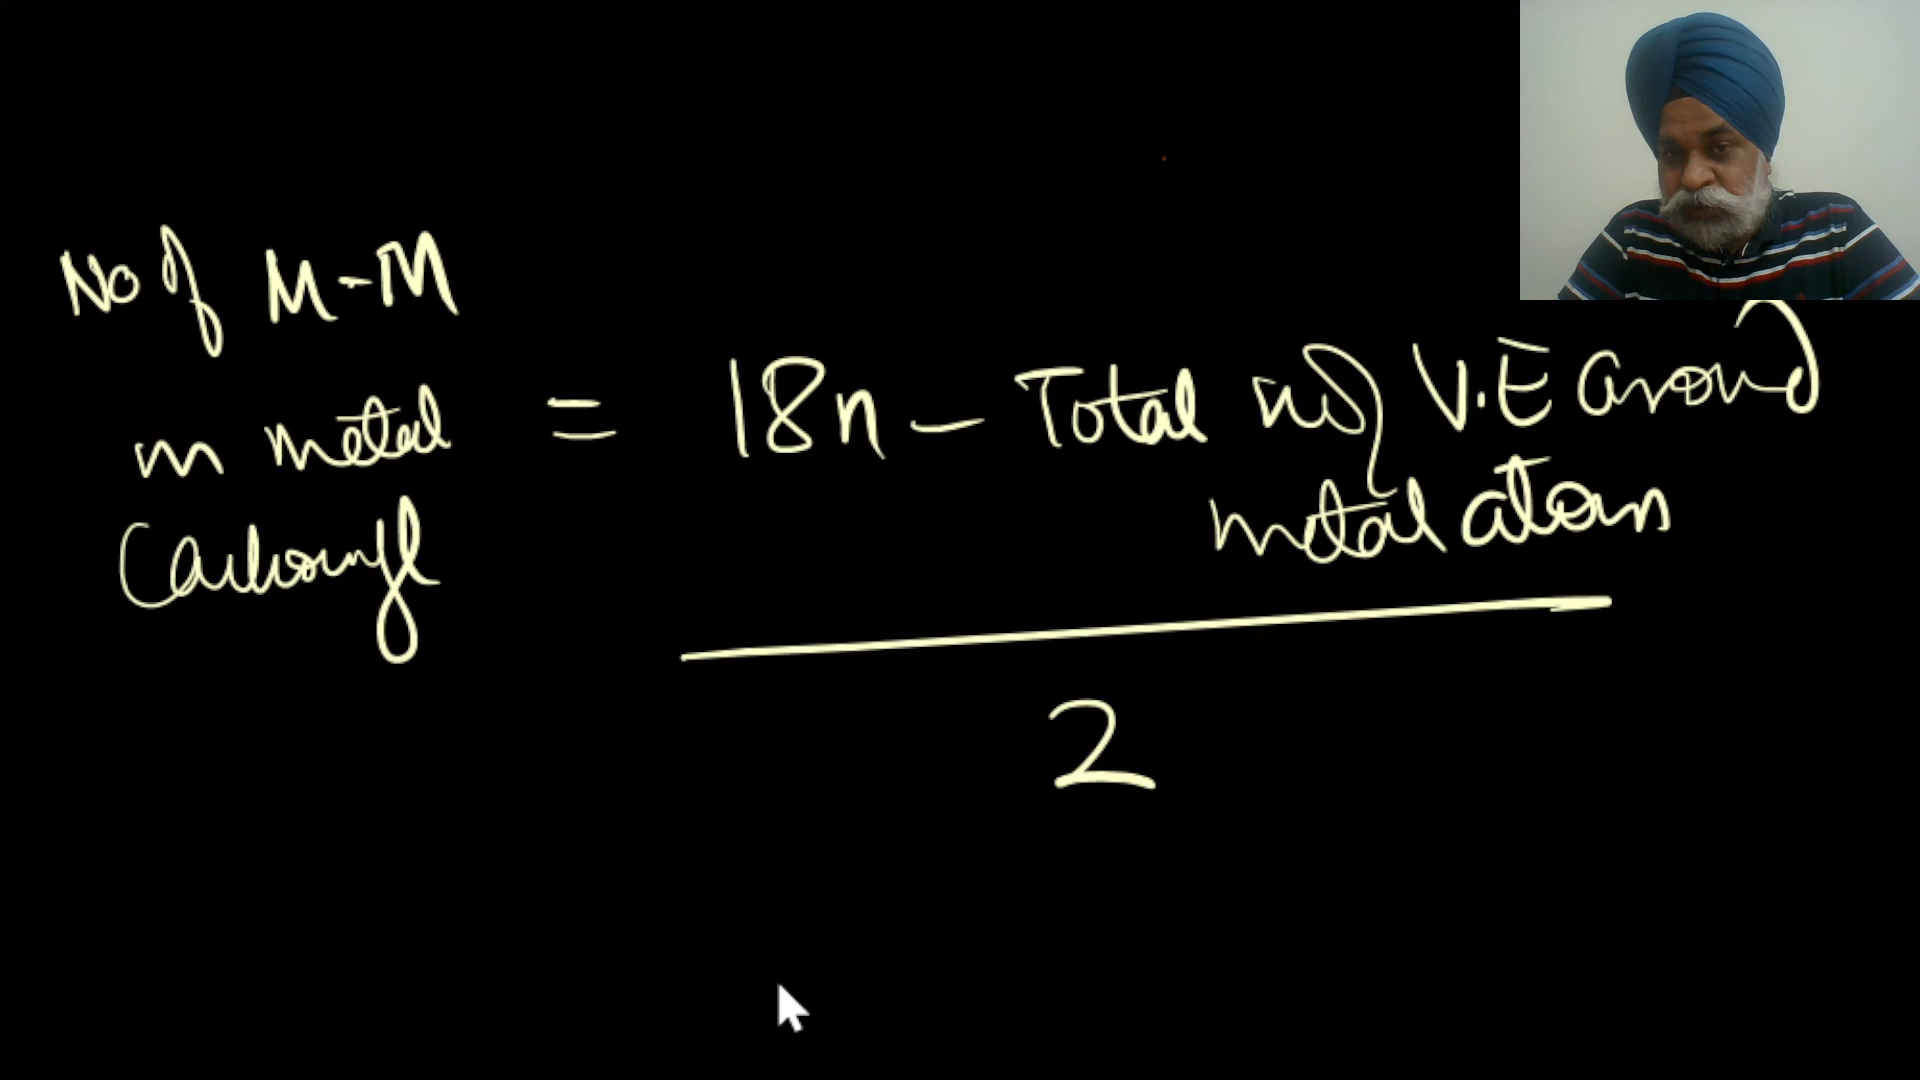 No of M-M
in metal
Carbonyl
= 18n - Total no of V.E around
metal atom
2